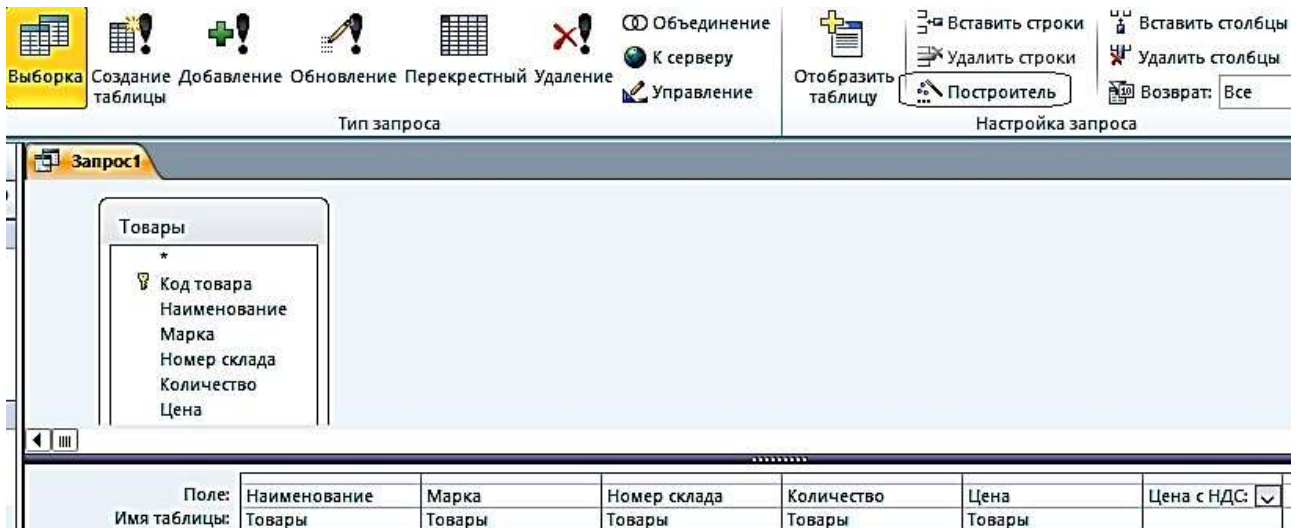 Выборка
Создание таблицы
Добавление
Обновление
Перекрестный
Удаление
Объединение
К серверу
Управление
Тип запроса
Отобразить таблицу
Вставить строки
Удалить строки
Построитель
Вставить столбцы
Удалить столбцы
Возврат: Все
Настройка запроса
Запрос1
Товары
*
Код товара
Наименование
Марка
Номер склада
Количество
Цена
Поле: Наименование Марка Номер склада Количество Цена Цена с НДС:
Имя таблицы: Товары Товары Товары Товары Товары